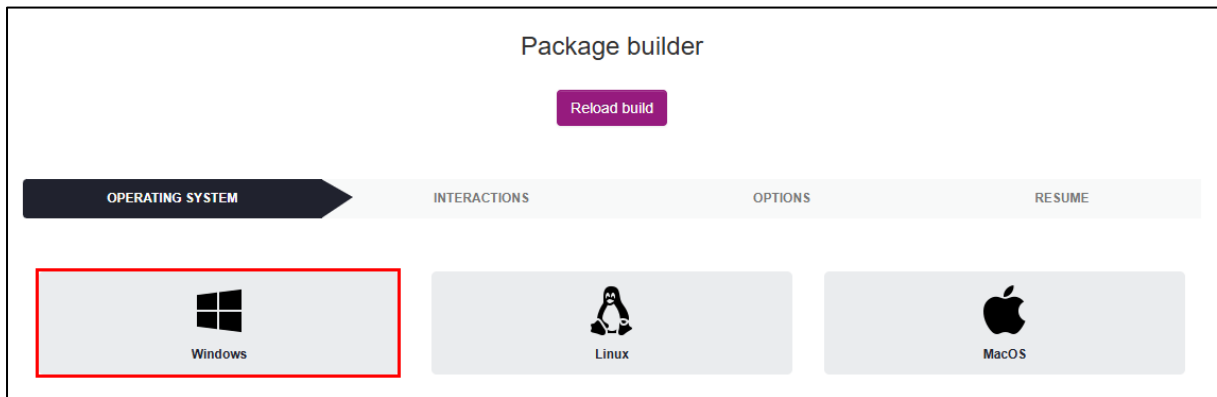 Package builder
Reload build
OPERATING SYSTEM INTERACTIONS OPTIONS RESUME
Windows Linux MacOS